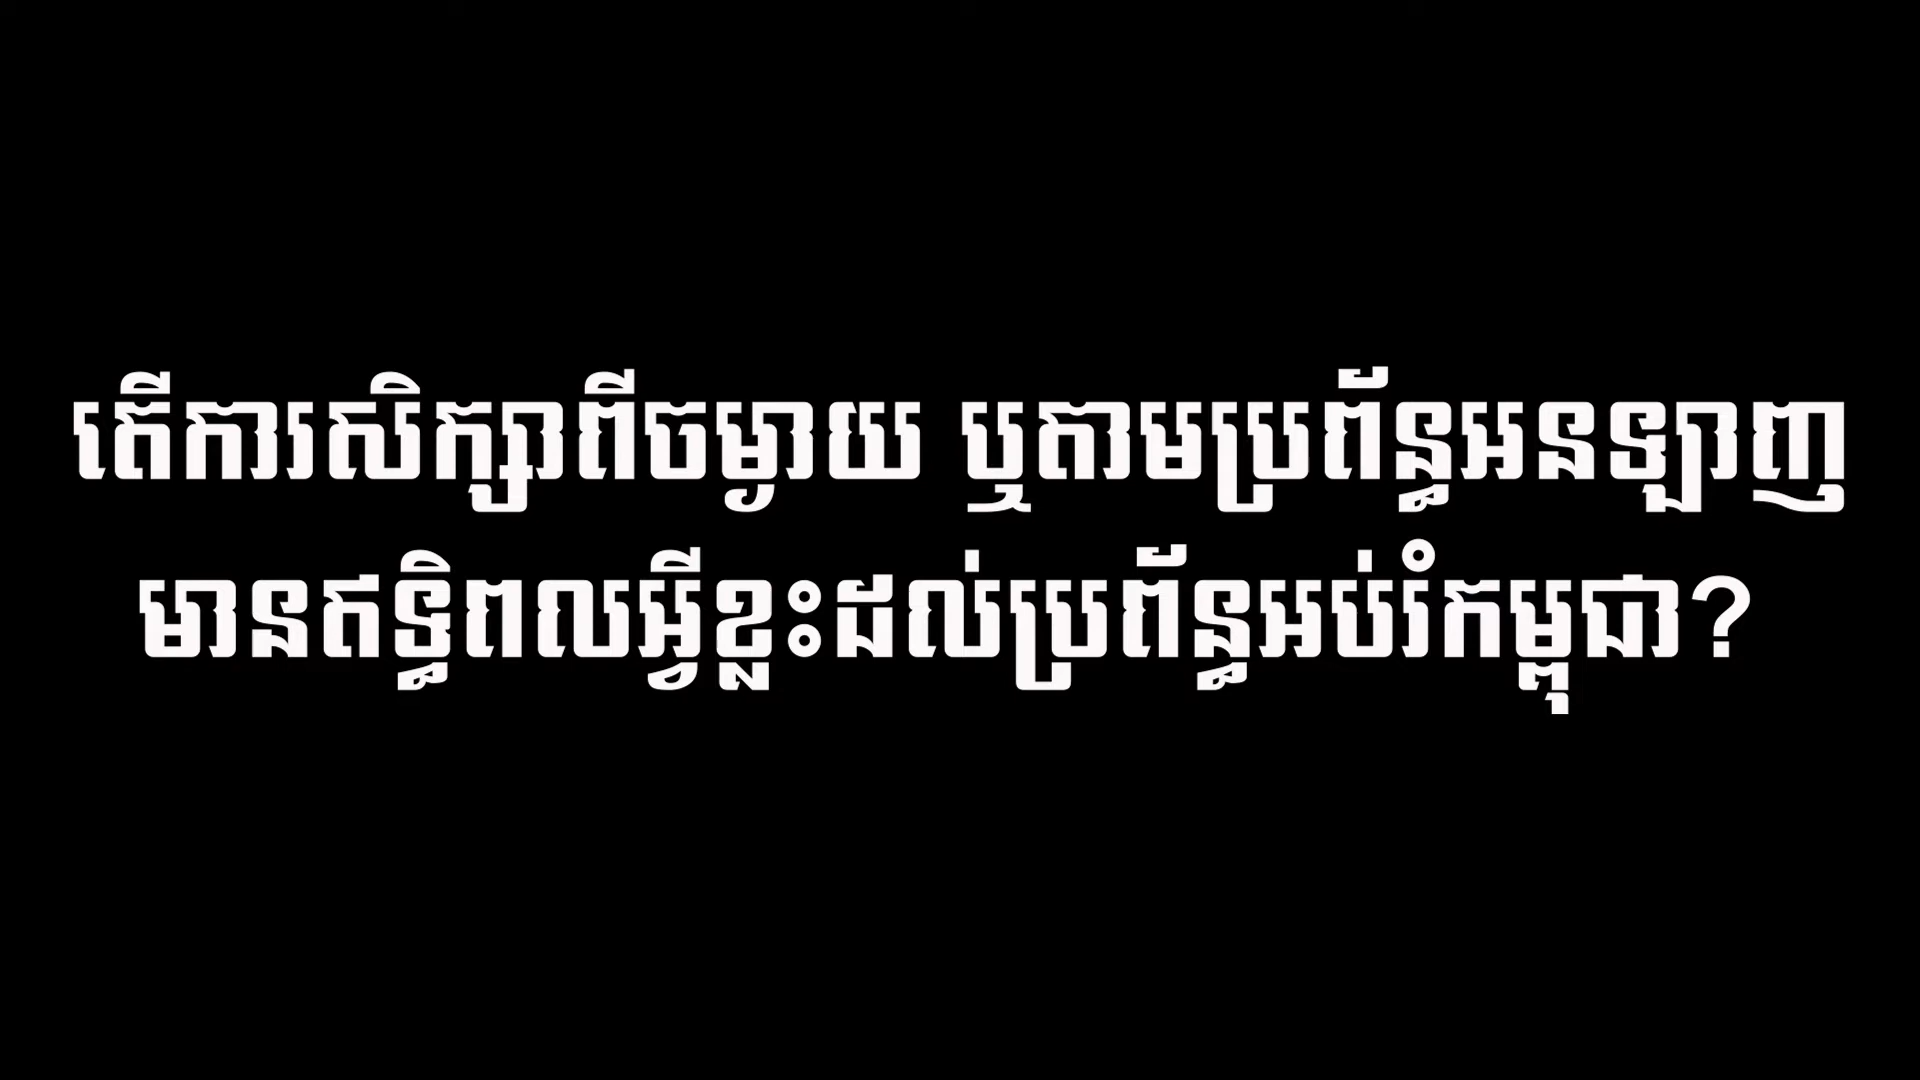 តើការសិក្សាពីចម្ងាយ ឬតាមប្រព័ន្ធអនឡាញ
មានឥទ្ធិពលអ្វីខ្លះដល់ប្រព័ន្ធអប់រំកម្ពុជា?